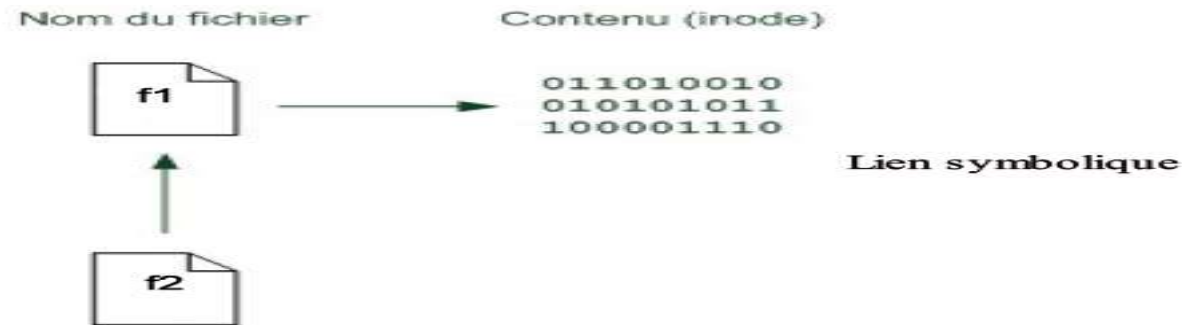 Nom du fichier
Contenu (inode)
f1
011010010
010101011
100001110
Lien symbolique
f2